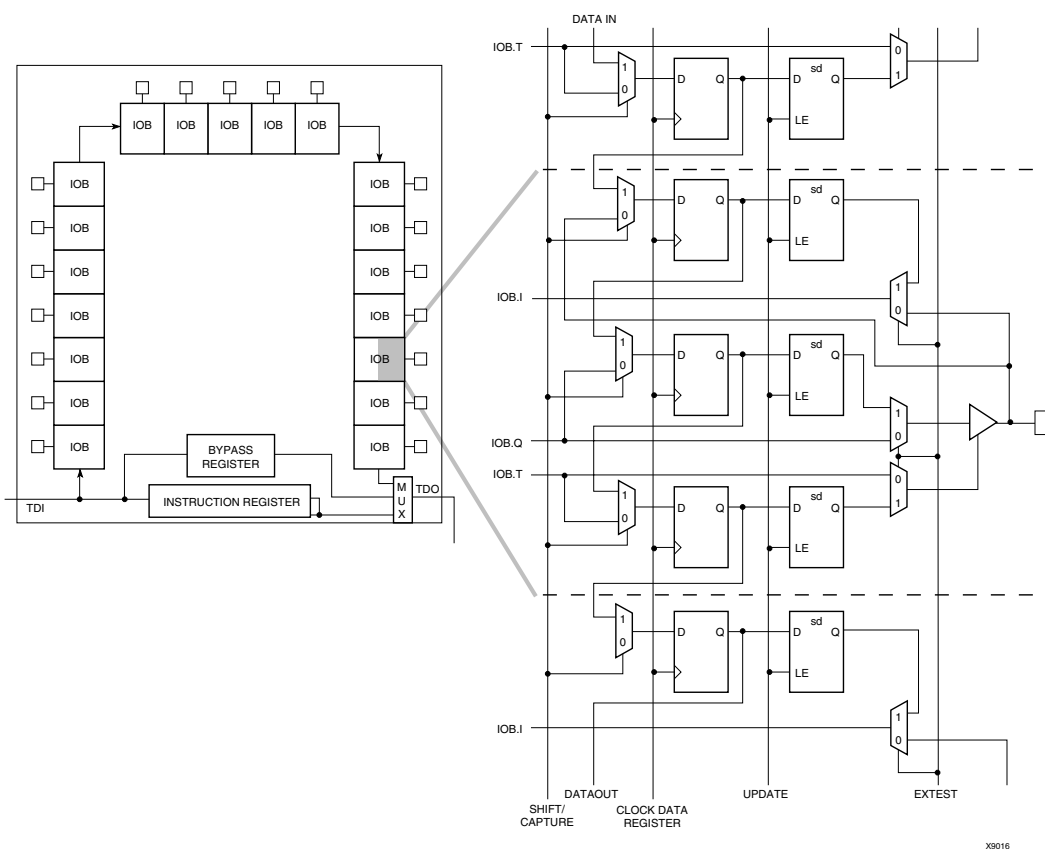 DATA IN
IOB.T
1
0
D Q
D sd Q
LE
0
1
IOB IOB IOB IOB IOB
IOB
IOB
IOB
IOB
IOB
IOB
IOB
IOB
IOB
IOB
IOB
IOB
IOB
IOB
BYPASS
REGISTER
INSTRUCTION REGISTER
M
U
X
TDO
TDI
1
0
D Q
D sd Q
LE
IOB.I
1
0
1
0
D Q
D sd Q
LE
1
0
IOB.Q
IOB.T
0
1
1
0
D Q
D sd Q
LE
1
0
D Q
D sd Q
LE
IOB.I
1
0
DATAOUT
UPDATE
EXTEST
SHIFT/
CAPTURE
CLOCK DATA
REGISTER
X9016